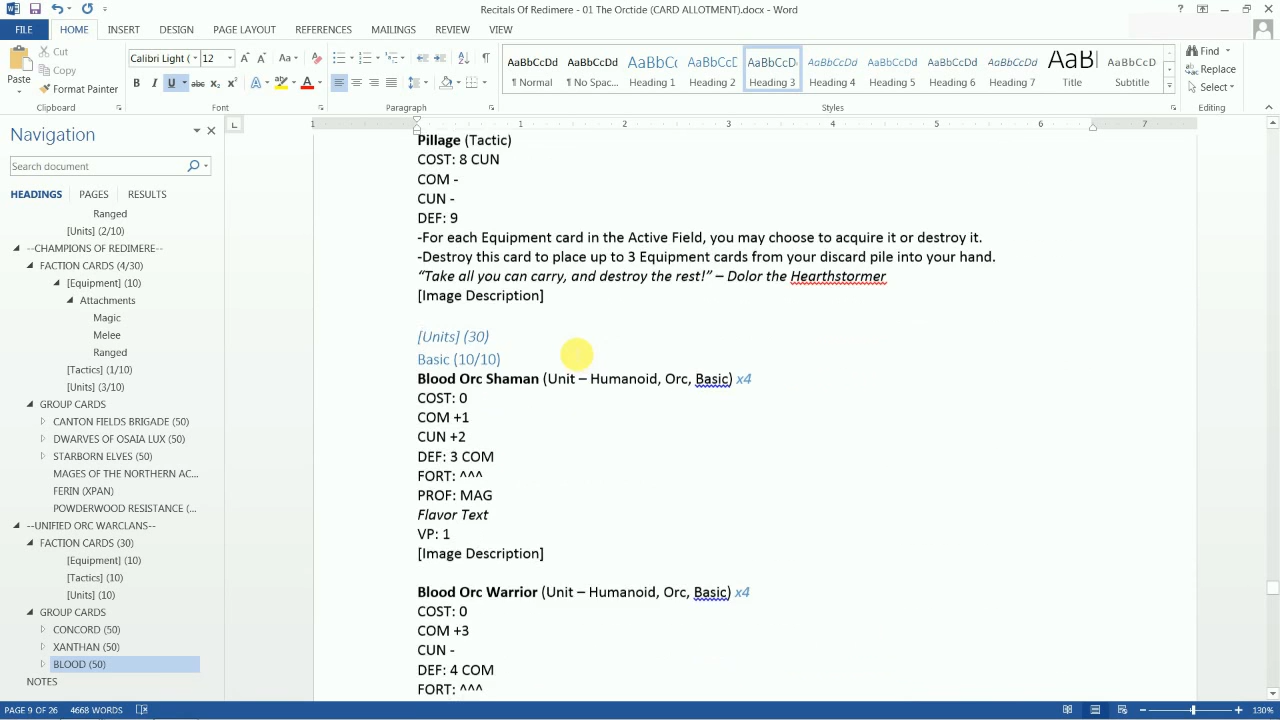 Recitals Of Redimere - 01 The Orctide (CARD ALLOTMENT).docx - Word
FILE HOME INSERT DESIGN PAGE LAYOUT REFERENCES MAILINGS REVIEW VIEW
Paste
Cut
Copy
Format Painter
Clipboard
Calibri Light ( 12
Font
Paragraph
AaBbCcDd AaBbCcDd AaBbCc AaBbCcE AaBbCcD AaBbCcDd AaBbCcDd AaBbCcDd AaBbCcDd AaB AaBbCcD
¶ Normal ¶ No Spac... Heading 1 Heading 2 Heading 3 Heading 4 Heading 5 Heading 6 Heading 7 Title Subtitle
Styles
Find
Replace
Select
Editing
Navigation
Search document
HEADINGS PAGES RESULTS
Ranged
[Units] (2/10)
--CHAMPIONS OF REDIMERE--
FACTION CARDS (4/30)
[Equipment] (10)
Attachments
Magic
Melee
Ranged
[Tactics] (1/10)
[Units] (3/10)
GROUP CARDS
CANTON FIELDS BRIGADE (50)
DWARVES OF OSAIA LUX (50)
STARBORN ELVES (50)
MAGES OF THE NORTHERN AC...
FERIN (XPAN)
POWDERWOOD RESISTANCE (...
--UNIFIED ORC WARCLANS--
FACTION CARDS (30)
[Equipment] (10)
[Tactics] (10)
[Units] (10)
GROUP CARDS
CONCORD (50)
XANTHAN (50)
BLOOD (50)
NOTES
1 1 2 3 4 5 6 7
Pillage (Tactic)
COST: 8 CUN
COM -
CUN -
DEF: 9
-For each Equipment card in the Active Field, you may choose to acquire it or destroy it.
-Destroy this card to place up to 3 Equipment cards from your discard pile into your hand.
“Take all you can carry, and destroy the rest!” – Dolor the Hearthstormer
[Image Description]
[Units] (30)
Basic (10/10)
Blood Orc Shaman (Unit – Humanoid, Orc, Basic) x4
COST: 0
COM +1
CUN +2
DEF: 3 COM
FORT: ^^^
PROF: MAG
Flavor Text
VP: 1
[Image Description]
Blood Orc Warrior (Unit – Humanoid, Orc, Basic) x4
COST: 0
COM +3
CUN -
DEF: 4 COM
FORT: ^^^
PAGE 9 OF 26 4668 WORDS 130%